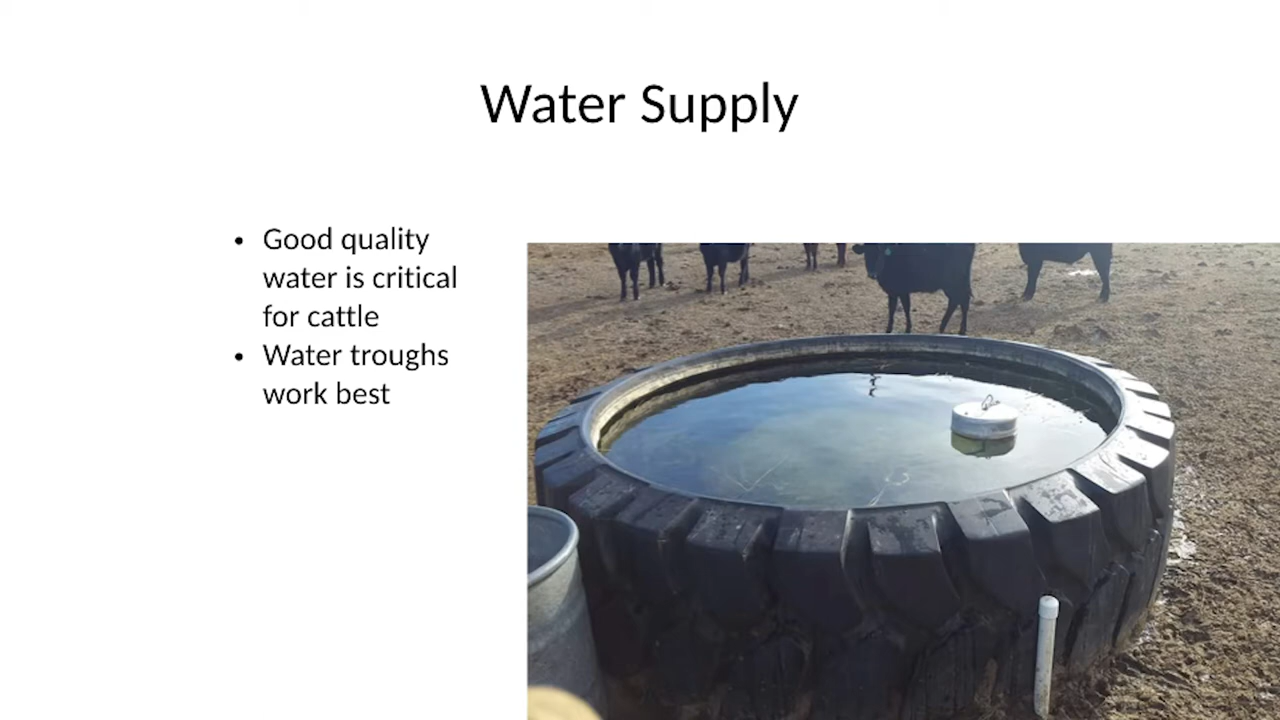 Water Supply
• Good quality
water is critical
for cattle
• Water troughs
work best